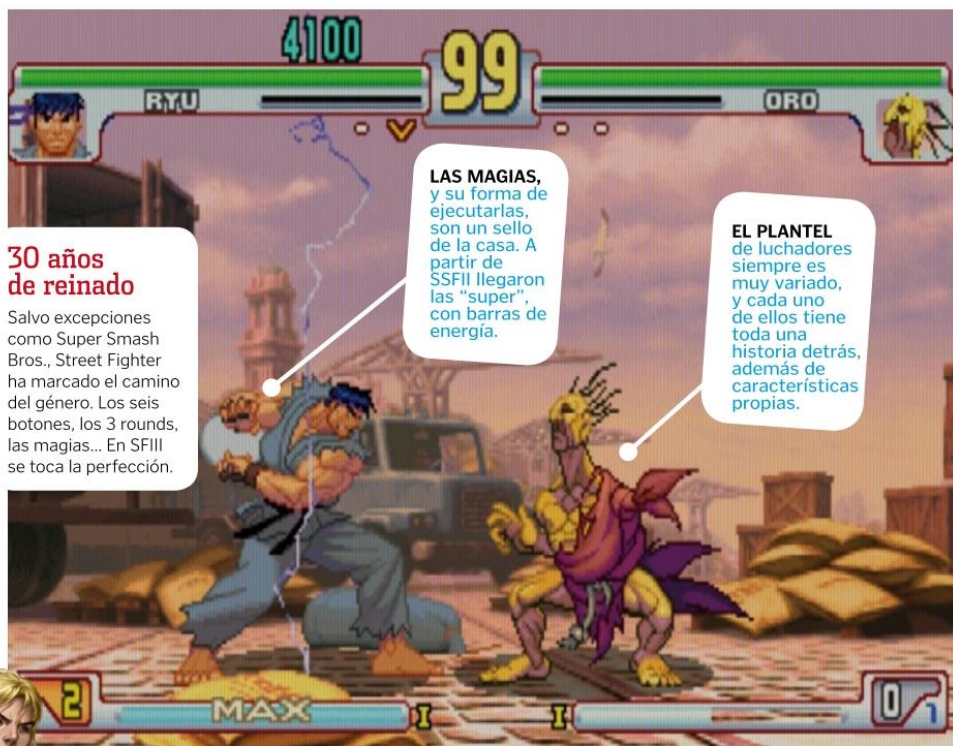 4100
99
RYU
ORO
LAS MAGIAS,
y su forma de
ejecutarlas,
son un sello
de la casa. A
partir de
SSFII llegaron
las “super”,
con barras de
energía.
EL PLANTEL
de luchadores
siempre es
muy variado,
y cada uno
de ellos tiene
toda una
historia detrás,
además de
características
propias.
30 años
de reinado
Salvo excepciones
como Super Smash
Bros., Street Fighter
ha marcado el camino
del género. Los seis
botones, los 3 rounds,
las magias... En SFIII
se toca la perfección.
2
MAX
I
I
0
1